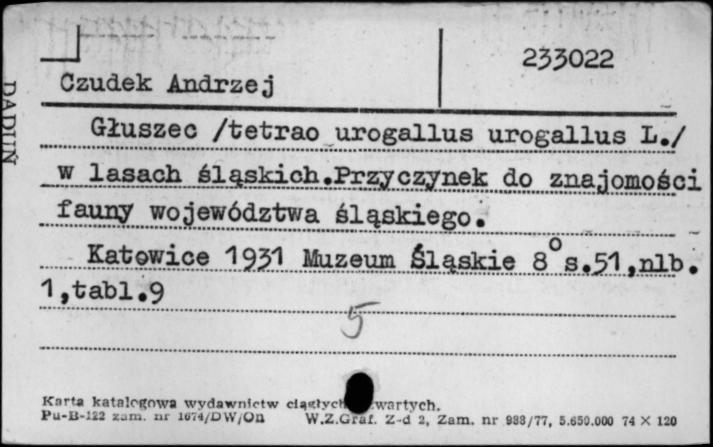 233022
Czudek Andrzej
DADUŃ
Głuszec /tetrao urogallus urogallus L./
w lasach śląskich.Przyczynek do znajomości
fauny województwa śląskiego.
Katowice 1931 Muzeum Śląskie 8° s.51,nlb.
1,tabl.9
5
Karta katalogowa wydawnictw ciągłych
Pu-B-122 zam. nr 1674/DW/On W.Z.Graf. Z-d 2, Zam. nr 988/77, 5.650.000 74 × 120